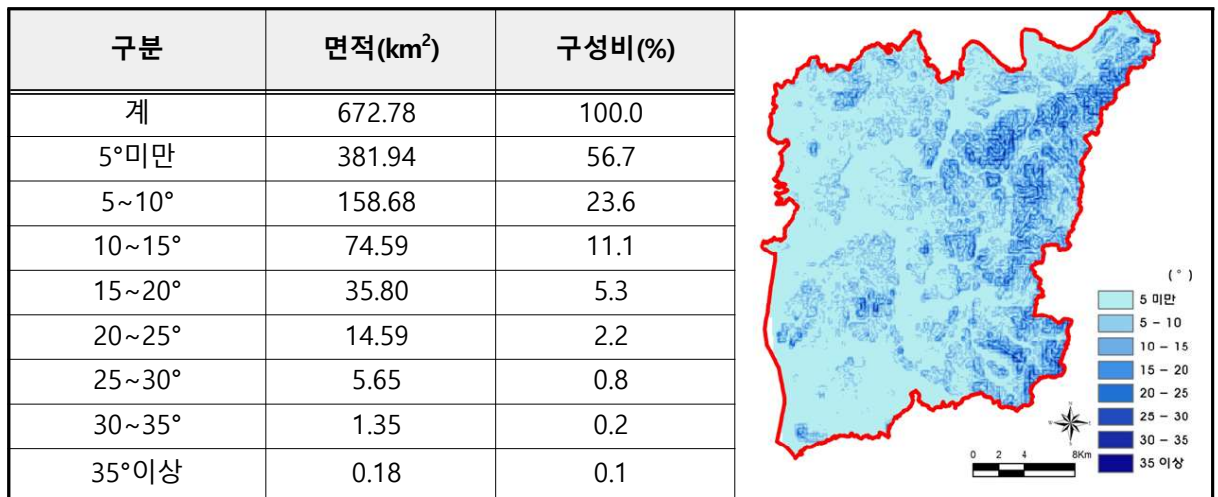 구분 면적(km²) 구성비(%)
계 672.78 100.0
5°미만 381.94 56.7
5~10° 158.68 23.6
10~15° 74.59 11.1
15~20° 35.80 5.3
20~25° 14.59 2.2
25~30° 5.65 0.8
30~35° 1.35 0.2
35°이상 0.18 0.1
( ° )
5 미만
5 – 10
10 – 15
15 – 20
20 – 25
25 – 30
30 – 35
35 이상
N
W E
S
0 2 4 8Km